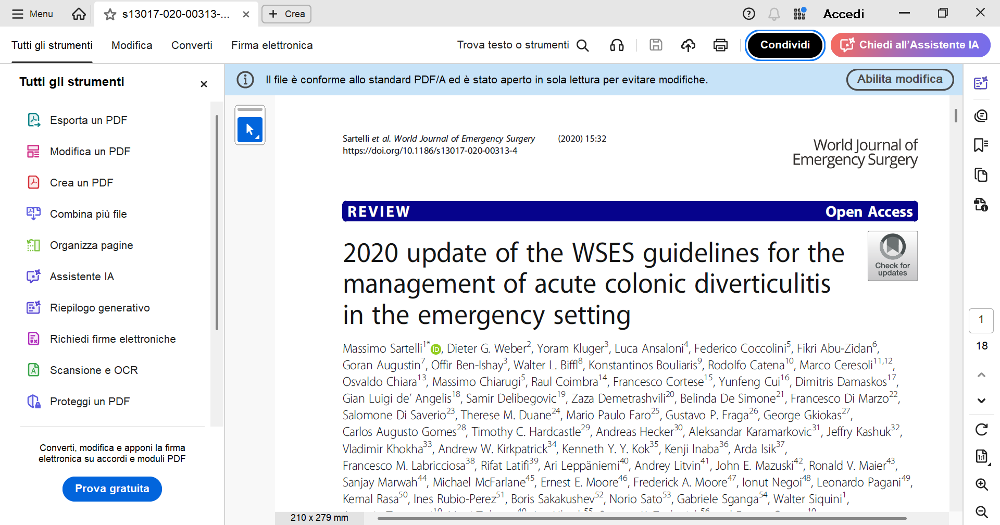 Menu
s13017-020-00313-...
Crea
Accedi
Tutti gli strumenti
Modifica
Converti
Firma elettronica
Trova testo o strumenti
Condividi
Chiedi all'Assistente IA
Tutti gli strumenti
Esporta un PDF
Modifica un PDF
Crea un PDF
Combina più file
Organizza pagine
Assistente IA
Riepilogo generativo
Richiedi firme elettroniche
Scansione e OCR
Proteggi un PDF
Converti, modifica e apponi la firma
elettronica su accordi e moduli PDF
Prova gratuita
Il file è conforme allo standard PDF/A ed è stato aperto in sola lettura per evitare modifiche.
Abilita modifica
Sartelli et al. World Journal of Emergency Surgery (2020) 15:32
https://doi.org/10.1186/s13017-020-00313-4
World Journal of
Emergency Surgery
REVIEW
Open Access
2020 update of the WSES guidelines for the
management of acute colonic diverticulitis
in the emergency setting
Check for
updates
Massimo Sartelli1* iD, Dieter G. Weber2, Yoram Kluger3, Luca Ansaloni4, Federico Coccolini5, Fikri Abu-Zidan6,
Goran Augustin7, Offir Ben-Ishay3, Walter L. Biffl8, Konstantinos Bouliaris9, Rodolfo Catena10, Marco Ceresoli11,12,
Osvaldo Chiara13, Massimo Chiarugi5, Raul Coimbra14, Francesco Cortese15, Yunfeng Cui16, Dimitris Damaskos17,
Gian Luigi de' Angelis18, Samir Delibegovic19, Zaza Demetrashvili20, Belinda De Simone21, Francesco Di Marzo22,
Salomone Di Saverio23, Therese M. Duane24, Mario Paulo Faro25, Gustavo P. Fraga26, George Gkiokas27,
Carlos Augusto Gomes28, Timothy C. Hardcastle29, Andreas Hecker30, Aleksandar Karamarkovic31, Jeffry Kashuk32,
Vladimir Khokha33, Andrew W. Kirkpatrick34, Kenneth Y. Y. Kok35, Kenji Inaba36, Arda Isik37,
Francesco M. Labricciosa38, Rifat Latifi39, Ari Leppäniemi40, Andrey Litvin41, John E. Mazuski42, Ronald V. Maier43,
Sanjay Marwah44, Michael McFarlane45, Ernest E. Moore46, Frederick A. Moore47, Ionut Negoi48, Leonardo Pagani49,
Kemal Rasa50, Ines Rubio-Perez51, Boris Sakakushev52, Norio Sato53, Gabriele Sganga54, Walter Siquini1,
210 x 279 mm
1
18
1:1